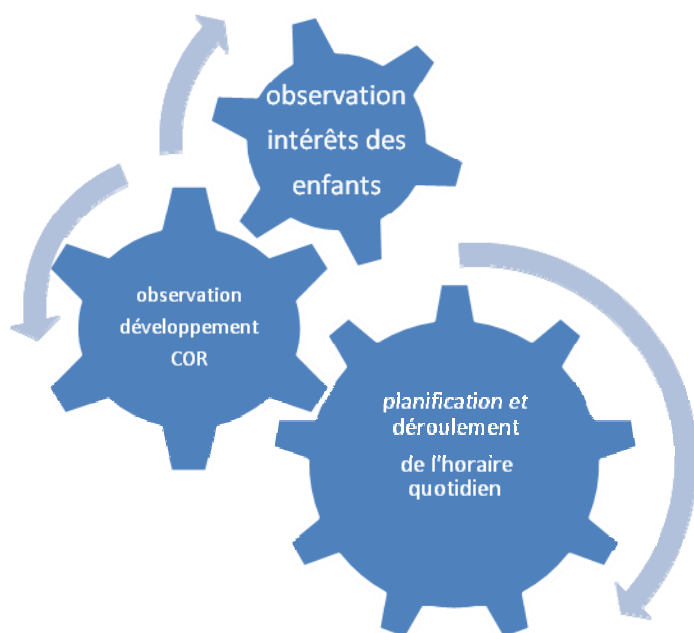 observation
intérêts des
enfants
observation
développement
COR
planification et
déroulement
de l'horaire
quotidien